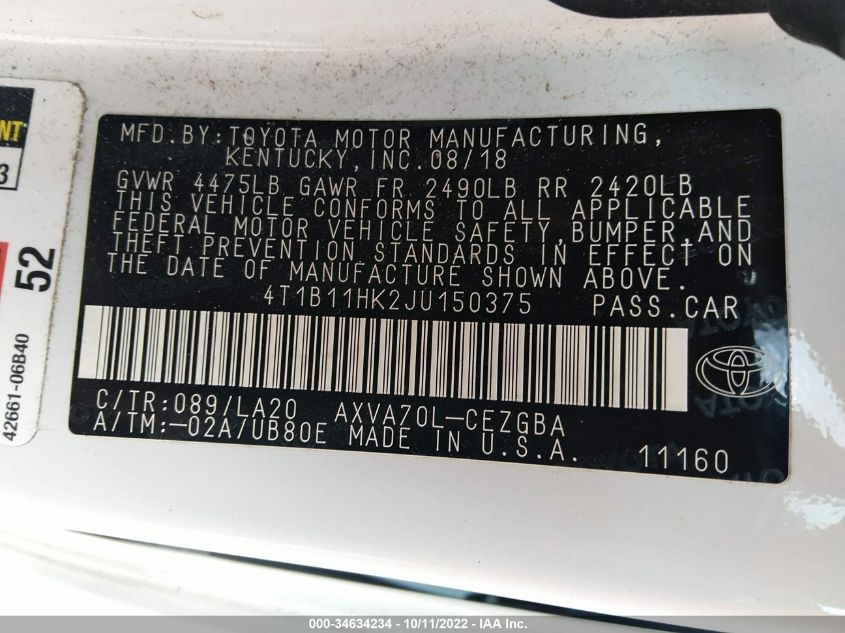 NT
3
52
42661-06B40
MFD.BY:TOYOTA MOTOR MANUFACTURING,
KENTUCKY,INC.08/18
GVWR 4475LB GAWR FR 2490LB RR 2420LB
THIS VEHICLE CONFORMS TO ALL APPLICABLE
FEDERAL MOTOR VEHICLE SAFETY,BUMPER,AND
THEFT PREVENTION STANDARDS IN EFFECT ON
THE DATE OF MANUFACTURE SHOWN ABOVE.
4T1B11HK2JU150375 PASS.CAR
C/TR:089/LA20 AXVA70L-CEZGBA
A/TM:-02A/UB80E MADE IN U.S.A. 11160
000-34634234 - 10/11/2022 - IAA Inc.